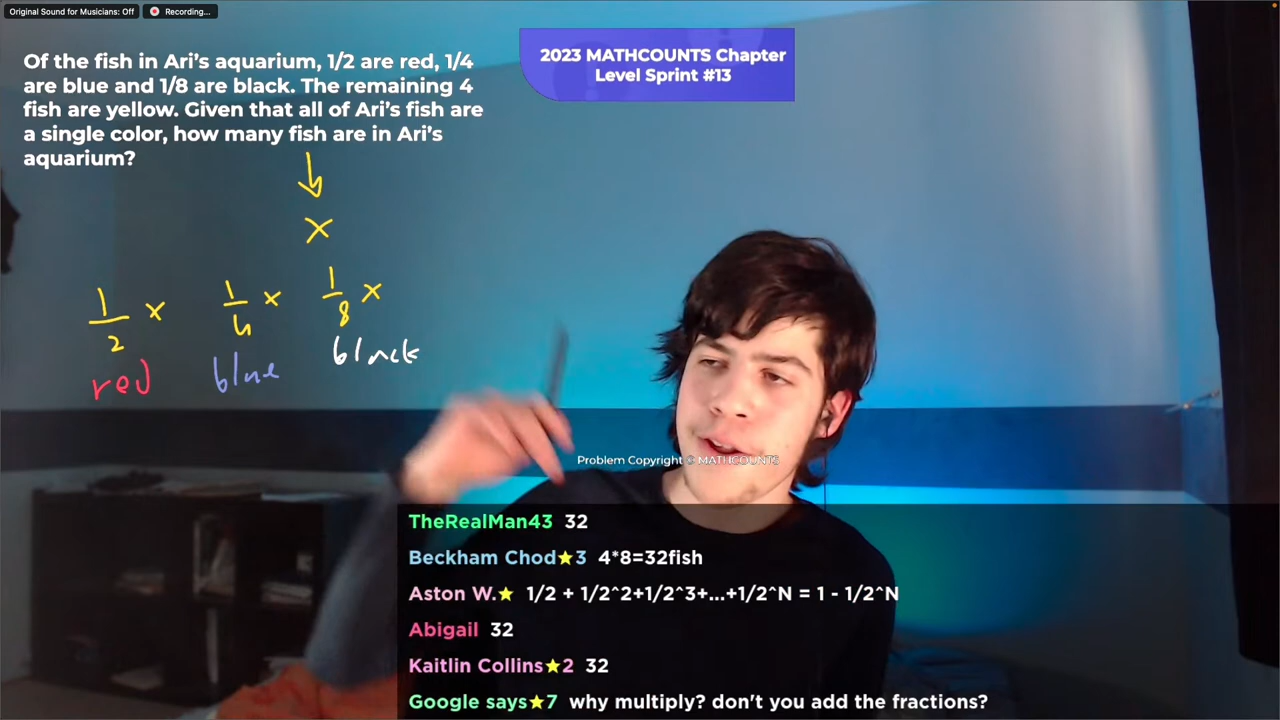 Original Sound for Musicians: Off
Recording...
Of the fish in Ari's aquarium, 1/2 are red, 1/4
are blue and 1/8 are black. The remaining 4
fish are yellow. Given that all of Ari's fish are
a single color, how many fish are in Ari's
aquarium?
2023 MATHCOUNTS Chapter
Level Sprint #13
x
1/2 x
1/4 x
1/8 x
red
blue
black
Problem Copyright © MATHCOUNTS
TheRealMan43 32
Beckham Chod⭐3 4*8=32fish
Aston W.⭐ 1/2 + 1/2^2+1/2^3+...+1/2^N = 1 - 1/2^N
Abigail 32
Kaitlin Collins⭐2 32
Google says⭐7 why multiply? don't you add the fractions?